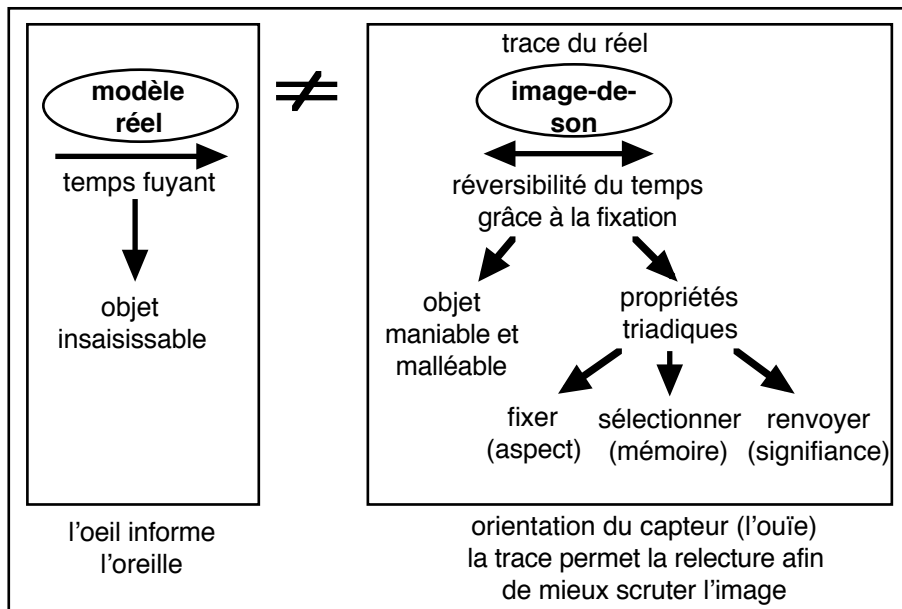 modèle
réel
temps fuyant
objet
insaisissable
l'oeil informe
l'oreille
≠
trace du réel
image-de-
son
réversibilité du temps
grâce à la fixation
objet
maniable et
malléable
propriétés
triadiques
fixer
(aspect)
sélectionner
(mémoire)
renvoyer
(signifiance)
orientation du capteur (l'ouïe)
la trace permet la relecture afin
de mieux scruter l'image